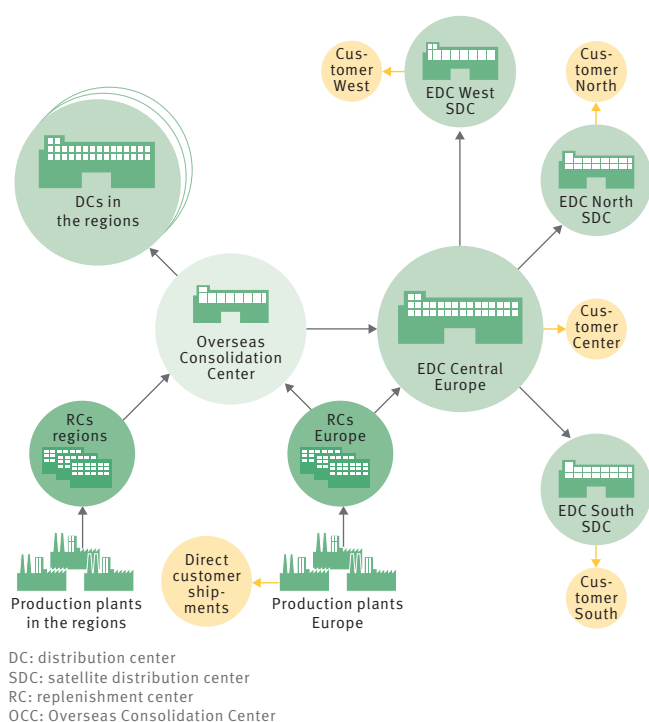 Cus-
tomer
West
EDC West
SDC
Cus-
tomer
North
DCs in
the regions
EDC North
SDC
Overseas
Consolidation
Center
EDC Central
Europe
Cus-
tomer
Center
RCs
regions
RCs
Europe
EDC South
SDC
Production plants
in the regions
Direct
customer
ship-
ments
Production plants
Europe
Cus-
tomer
South
DC: distribution center
SDC: satellite distribution center
RC: replenishment center
OCC: Overseas Consolidation Center